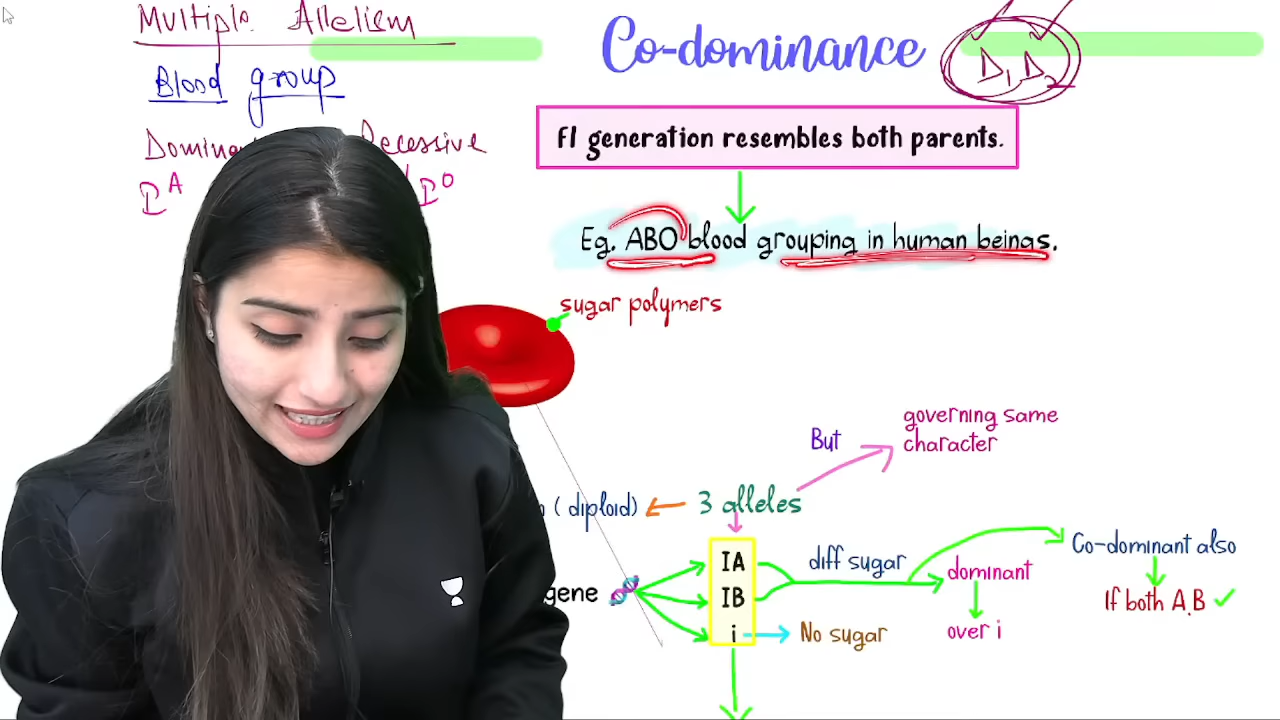 Multiple Allelism
Blood group
Recessive
I^A I^O
Co-dominance
D1 D2
F1 generation resembles both parents.
Eg. ABO blood grouping in human beings.
sugar polymers
But
governing same
character
( diploid)
3 alleles
gene
IA
IB
i
diff sugar
dominant
over i
No sugar
Co-dominant also
If both A,B